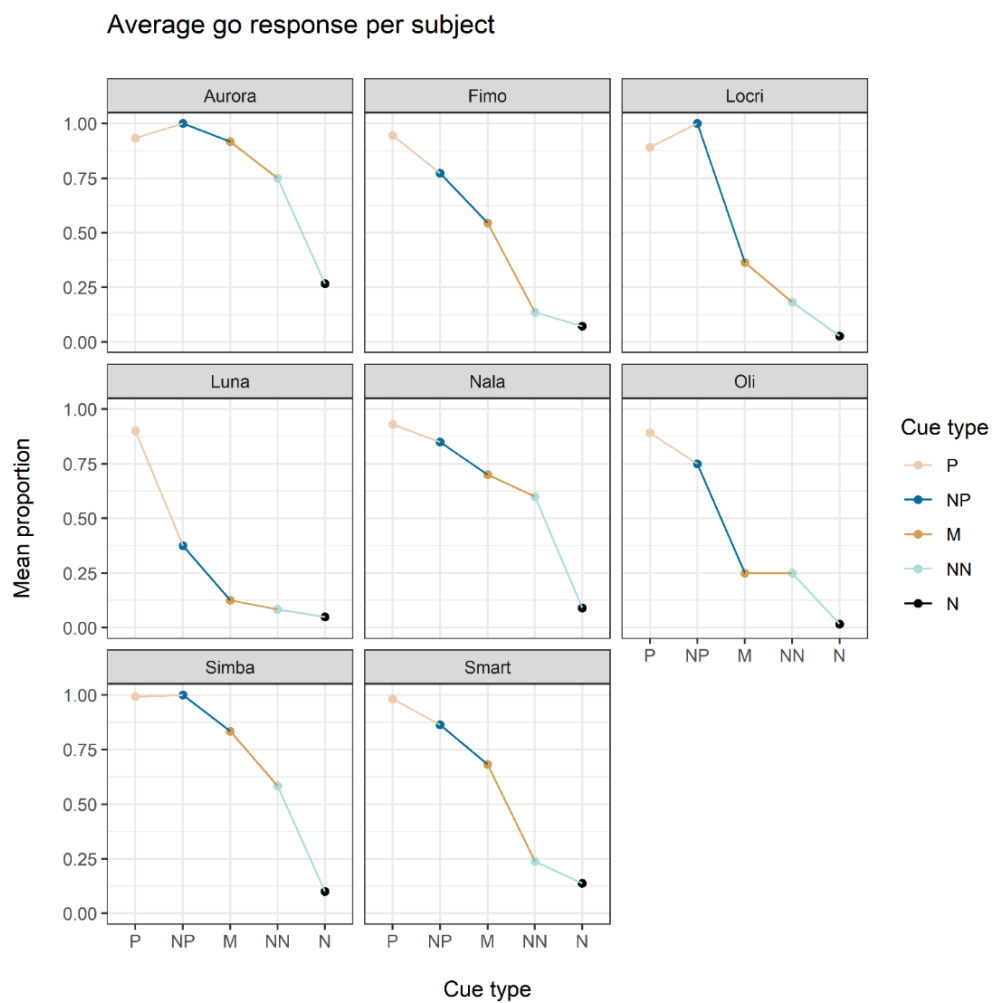 Average go response per subject
Aurora
Fimo
Locri
1.00
0.75
0.50
0.25
0.00
Luna
Nala
Oli
1.00
0.75
0.50
0.25
0.00
P NP M NN N
Simba
Smart
1.00
0.75
0.50
0.25
0.00
P NP M NN N
P NP M NN N
Mean proportion
Cue type
Cue type
P
NP
M
NN
N